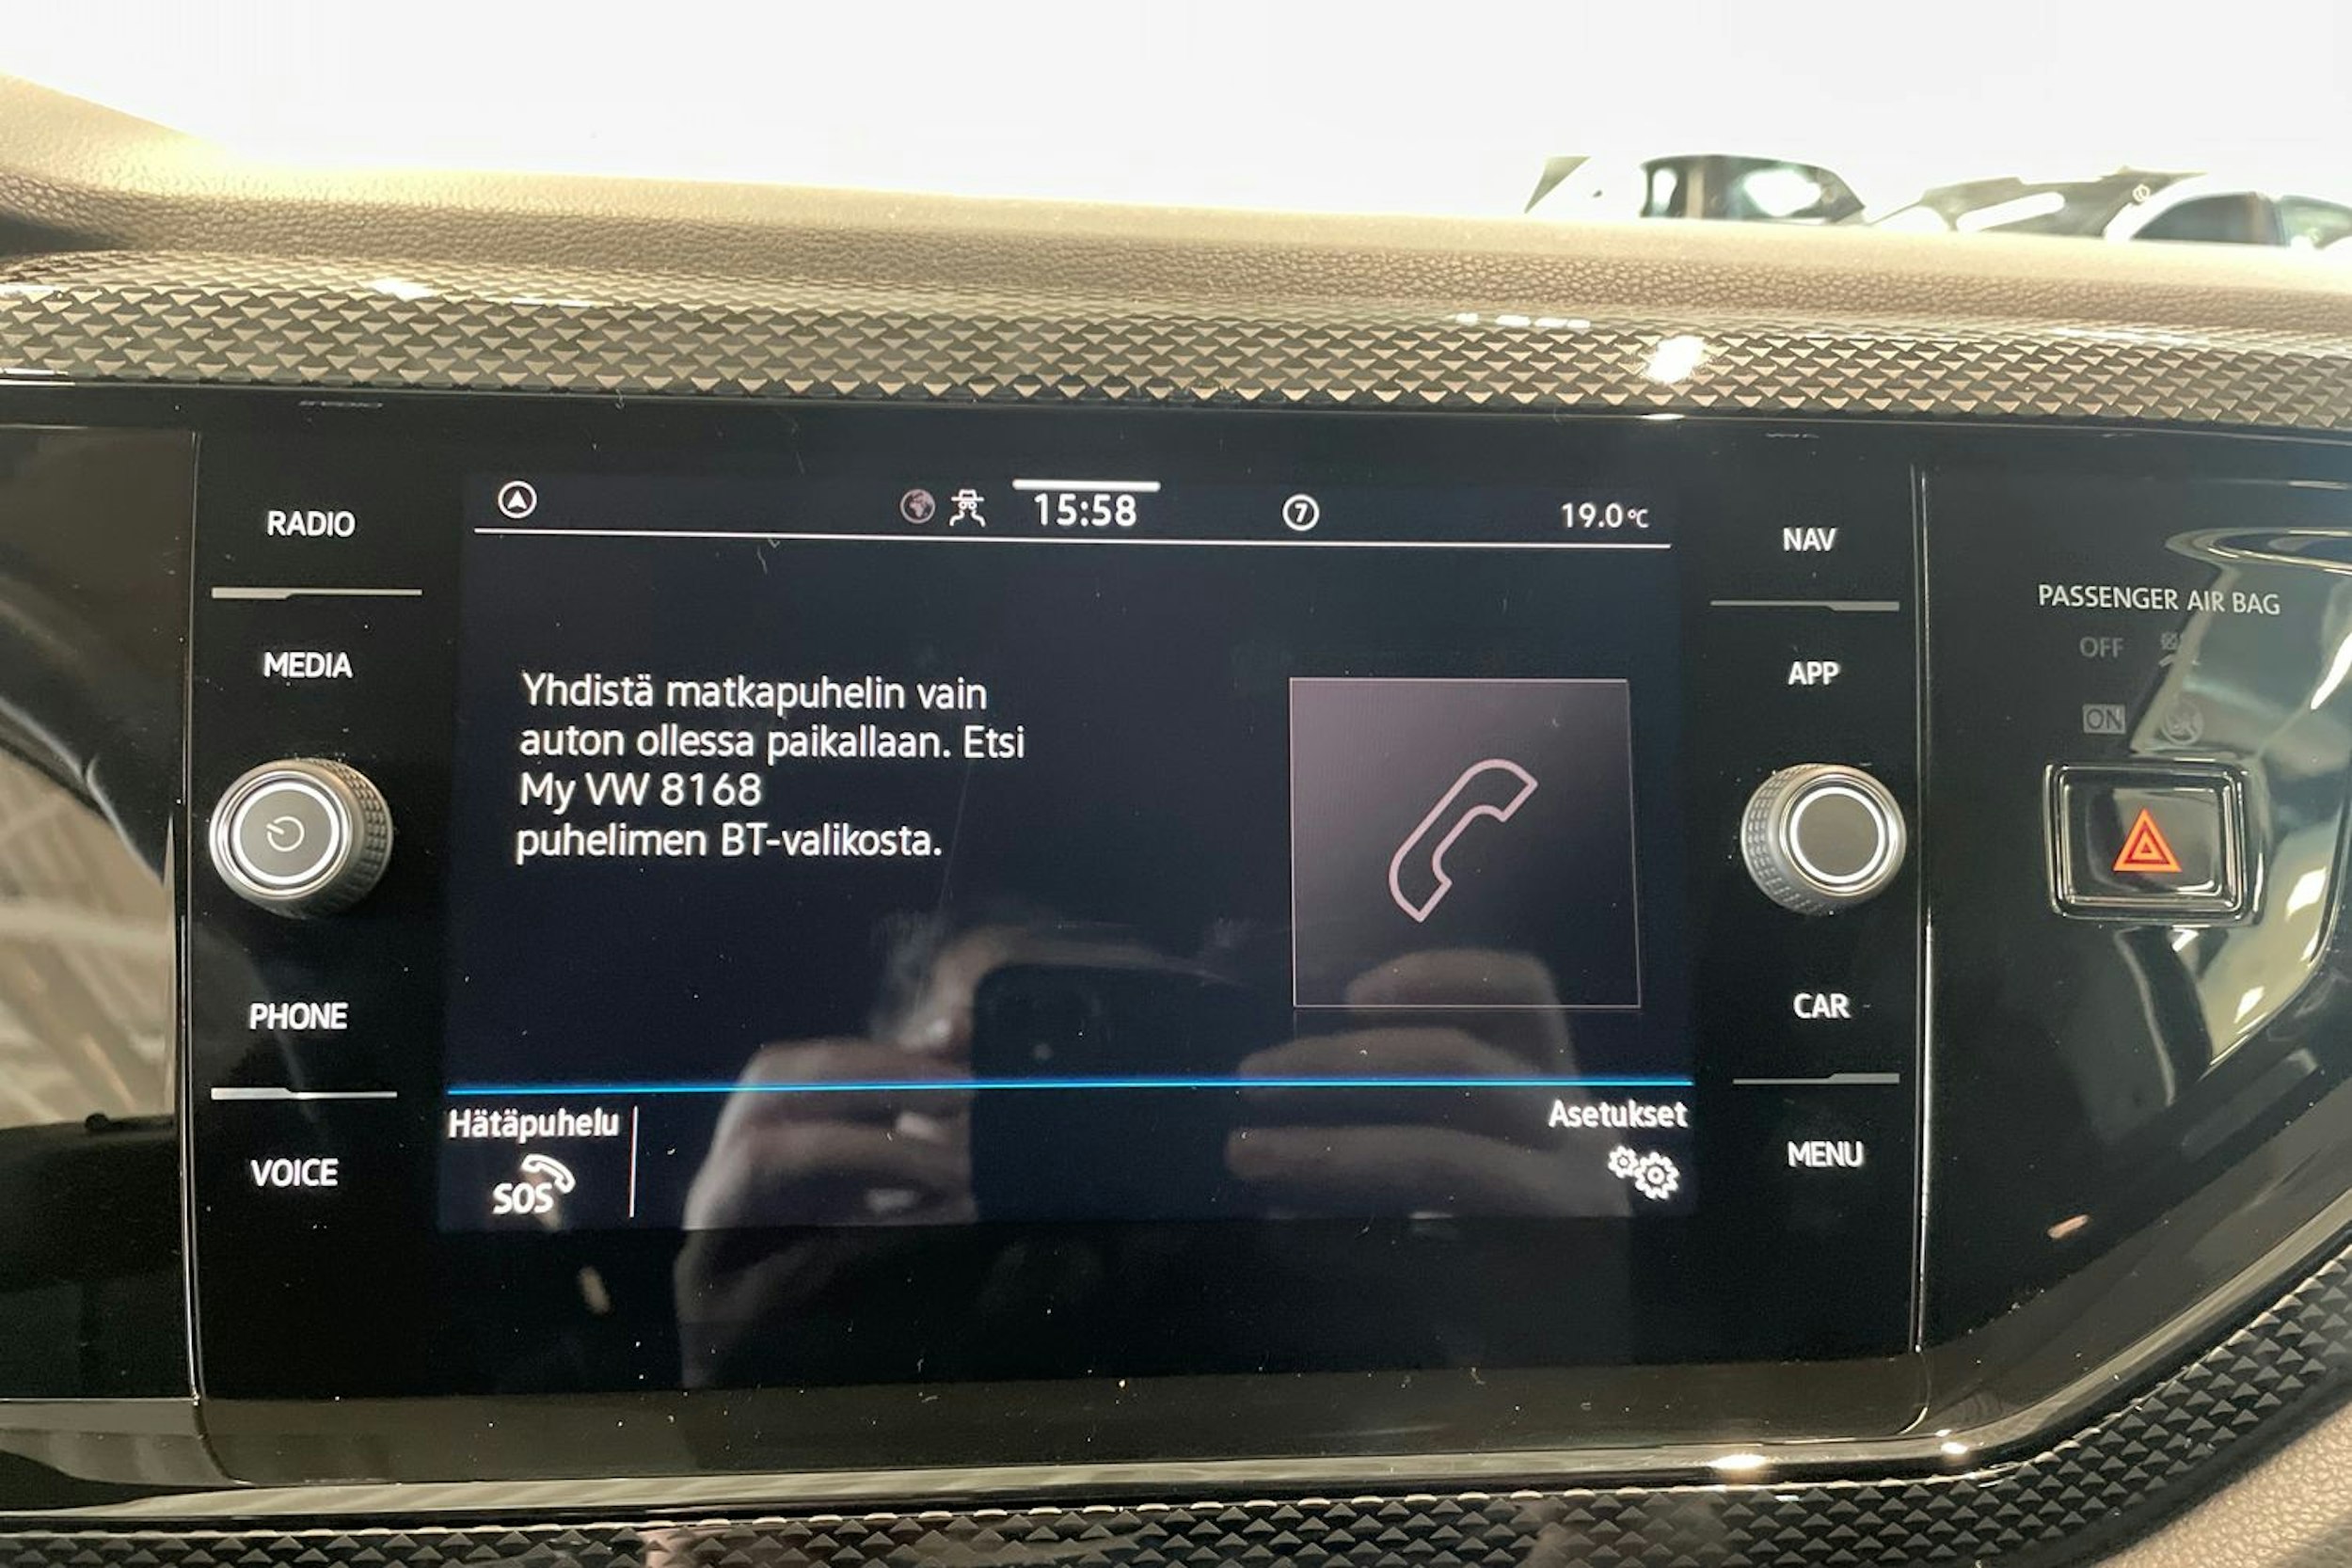 RADIO
MEDIA
PHONE
VOICE
15:58
7
19.0 °C
Yhdistä matkapuhelin vain
auton ollessa paikallaan. Etsi
My VW 8168
puhelimen BT-valikosta.
Hätäpuhelu
SOS
Asetukset
NAV
APP
CAR
MENU
PASSENGER AIR BAG
OFF
ON